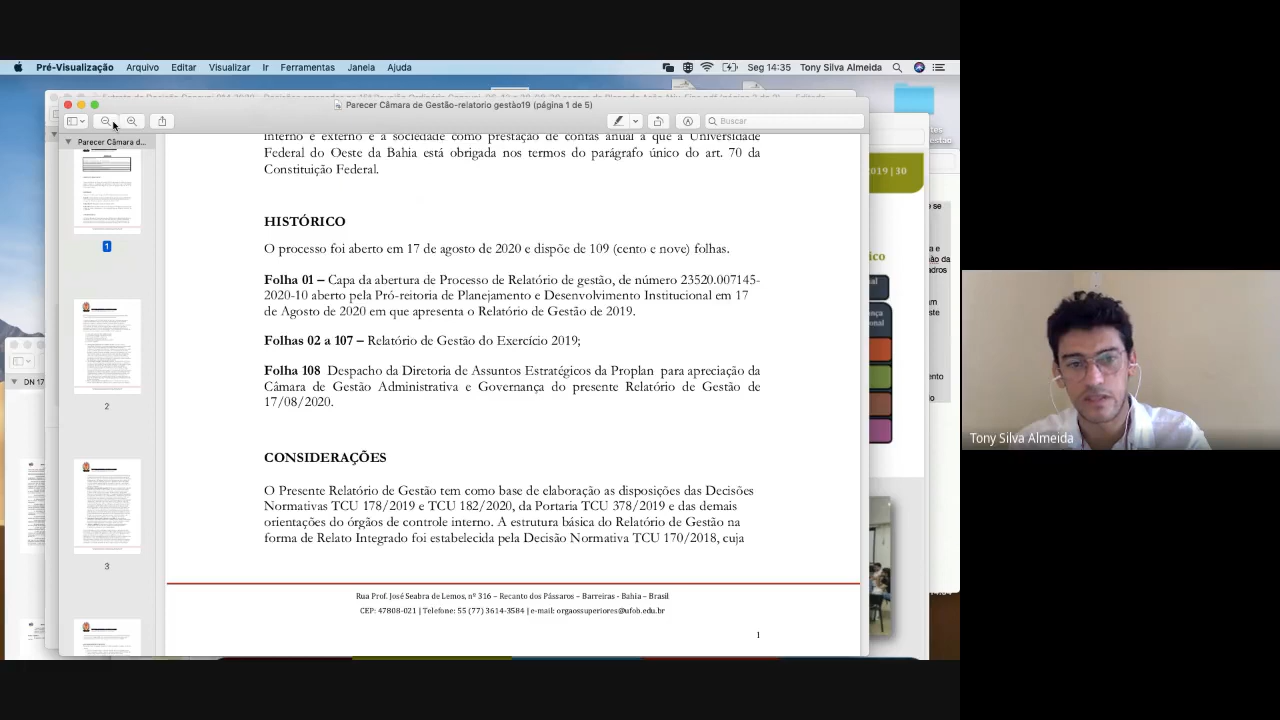 Pré-Visualização Arquivo Editar Visualizar Ir Ferramentas Janela Ajuda Seg 14:35 Tony Silva Almeida
Parecer Câmara de Gestão-relatorio gestão19 (página 1 de 5)
Buscar
Parecer Câmara d...
interno e externo e à sociedade como prestação de contas anual a que a Universidade
Federal do Oeste da Bahia está obrigada nos termos do parágrafo único do art. 70 da
Constituição Federal.
2019 | 30
HISTÓRICO
O processo foi aberto em 17 de agosto de 2020 e dispõe de 109 (cento e nove) folhas.
1
Folha 01 – Capa da abertura de Processo de Relatório de gestão, de número 23520.007145-
2020-10 aberto pela Pró-reitoria de Planejamento e Desenvolvimento Institucional em 17
de Agosto de 2020 e que apresenta o Relatório de Gestão de 2019.
Folhas 02 a 107 – Relatório de Gestão do Exercício 2019;
Folha 108 Despacho da Diretoria de Assuntos Estratégicos da Proplan para apreciação da
Câmara de Gestão Administrativa e Governança do presente Relatório de Gestão de
17/08/2020.
2
CONSIDERAÇÕES
O presente Relatório de Gestão tem como base de elaboração as disposições das Decisões
Normativas TCU 178/2019 e TCU 182/2020, da Portaria TCU 378/2019 e das demais
orientações do órgão de controle interno. A estrutura básica do Relatório de Gestão na
forma de Relato Integrado foi estabelecida pela Decisão Normativa TCU 170/2018, cuj
3
Rua Prof. José Seabra de Lemos, nº 316 – Recanto dos Pássaros – Barreiras - Bahia – Brasil
CEP: 47808-021 | Telefone: 55 (77) 3614-3584 | e-mail: orgaossuperiores@ufob.edu.br
1
DN 17
Tony Silva Almeida